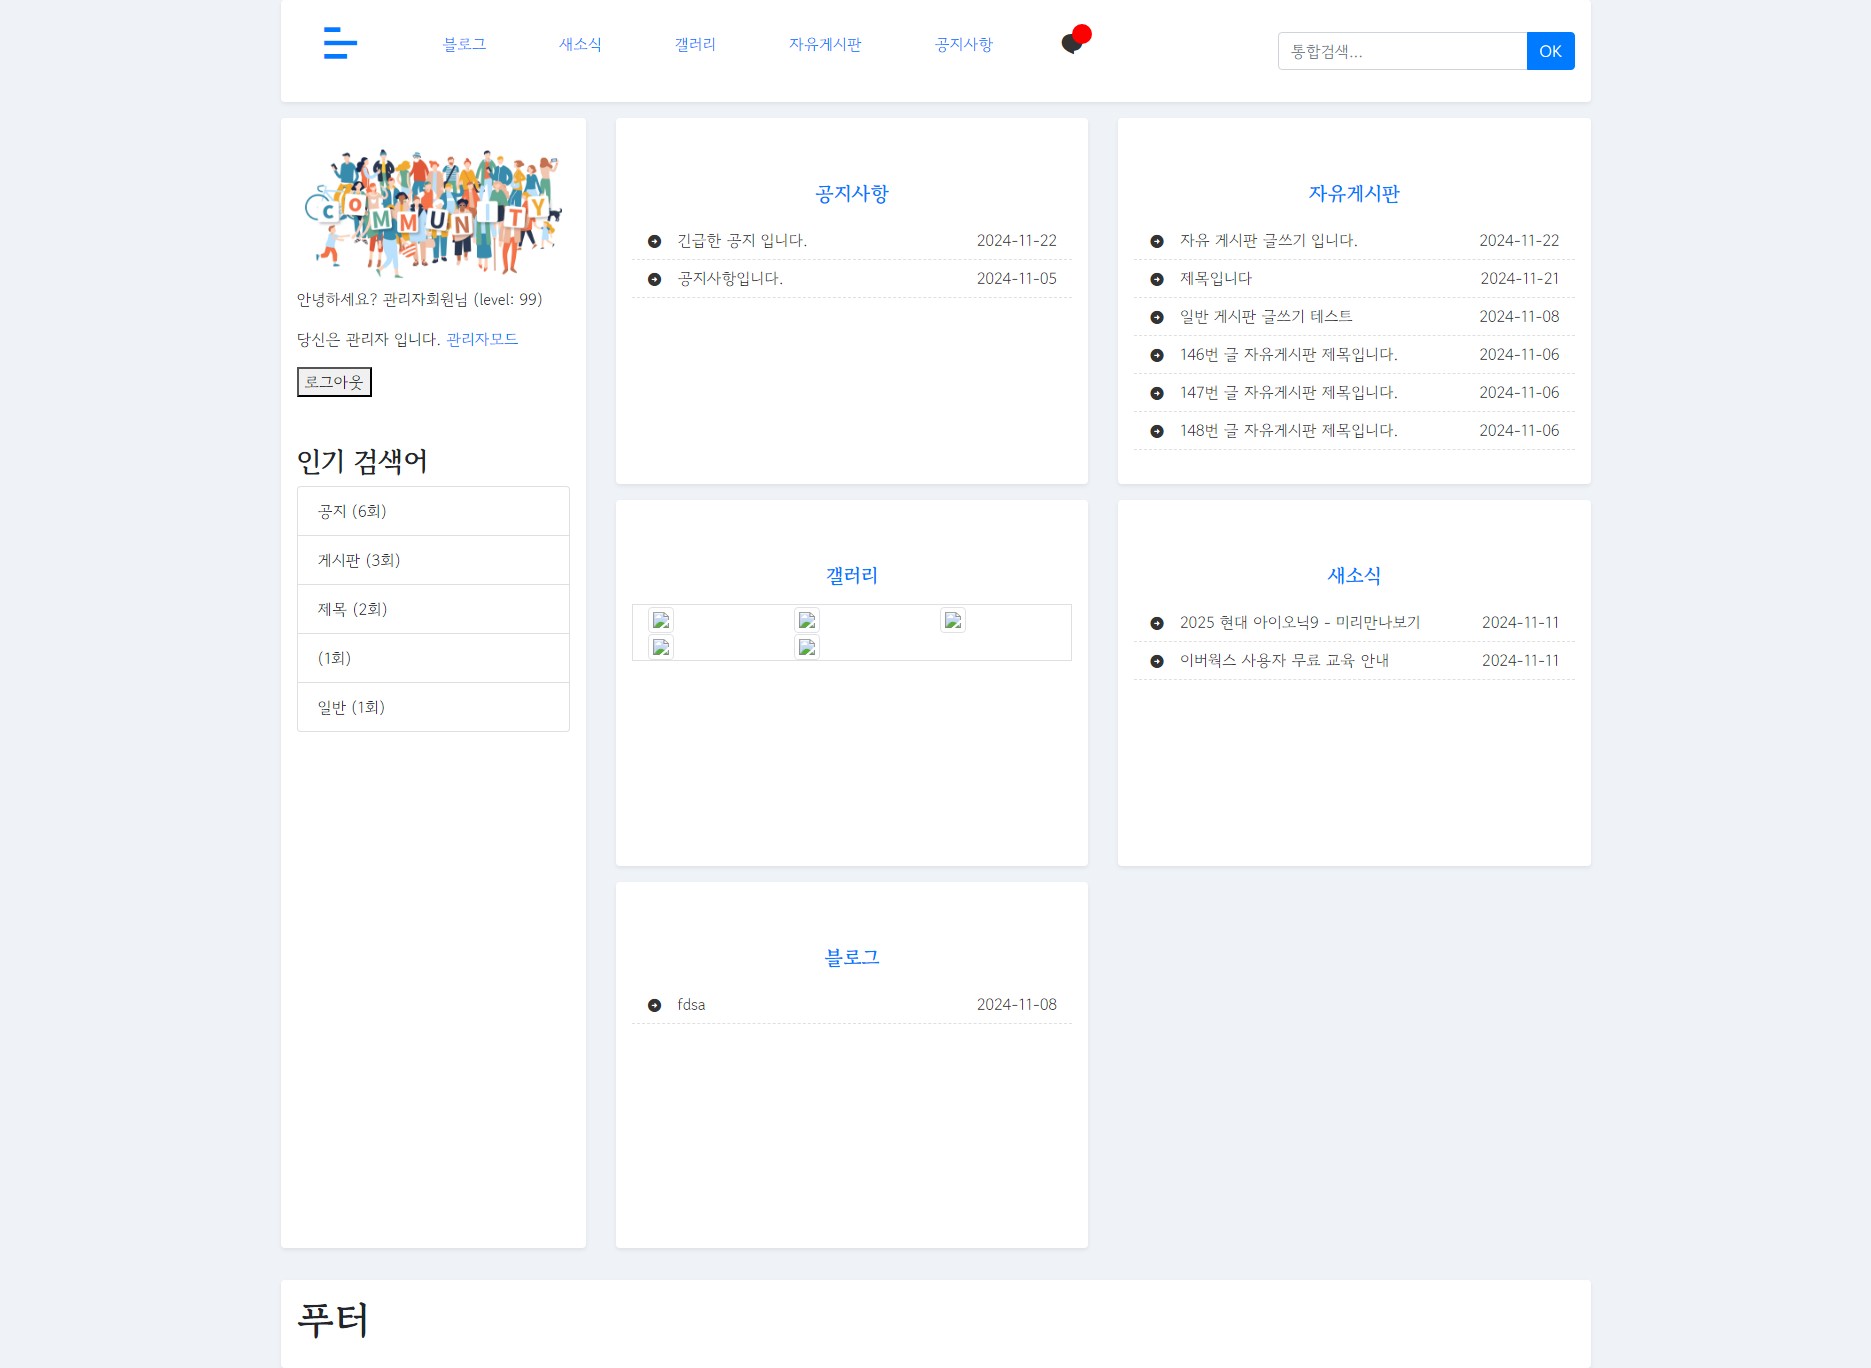 블로그 새소식 갤러리 자유게시판 공지사항 통합검색... OK
COMMUNITY
안녕하세요? 관리자회원님 (level: 99)
당신은 관리자 입니다. 관리자모드
로그아웃
인기 검색어
공지 (6회)
게시판 (3회)
제목 (2회)
(1회)
일반 (1회)
공지사항
긴급한 공지 입니다. 2024-11-22
공지사항입니다. 2024-11-05
자유게시판
자유 게시판 글쓰기 입니다. 2024-11-22
제목입니다 2024-11-21
일반 게시판 글쓰기 테스트 2024-11-08
146번 글 자유게시판 제목입니다. 2024-11-06
147번 글 자유게시판 제목입니다. 2024-11-06
148번 글 자유게시판 제목입니다. 2024-11-06
갤러리
새소식
2025 현대 아이오닉9 - 미리만나보기 2024-11-11
이버웍스 사용자 무료 교육 안내 2024-11-11
블로그
fdsa 2024-11-08
푸터